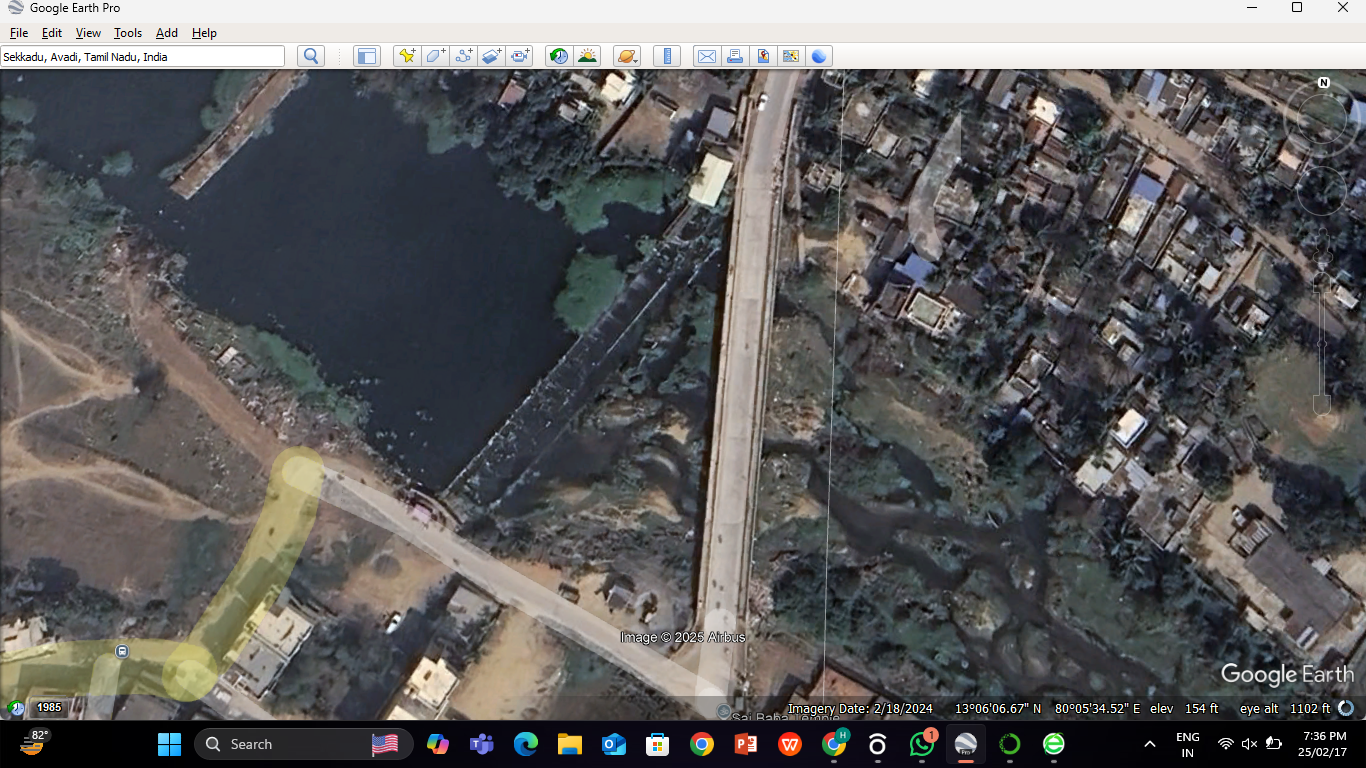 Google Earth Pro
File Edit View Tools Add Help
Sekkadu, Avadi, Tamil Nadu, India
N
Image © 2025 Airbus
Google Earth
1985
Sai Baba Temple
Imagery Date: 2/18/2024 13°06'06.67" N 80°05'34.52" E elev 154 ft eye alt 1102 ft
82°
Search
H
1
Pro
ENG
IN
7:36 PM
25/02/17